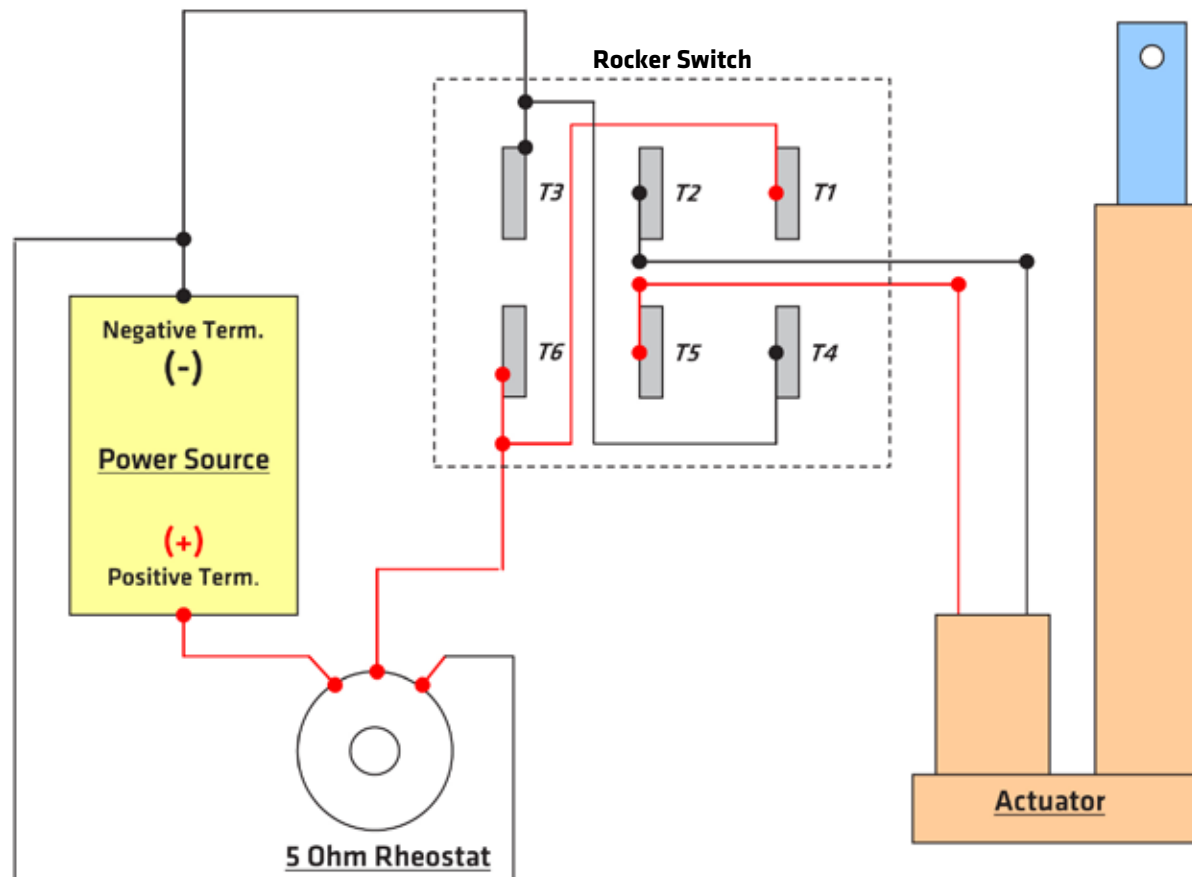 Rocker Switch
T3
T2
T1
Negative Term.
(-)
T6
T5
T4
Power Source
(+)
Positive Term.
Actuator
5 Ohm Rheostat